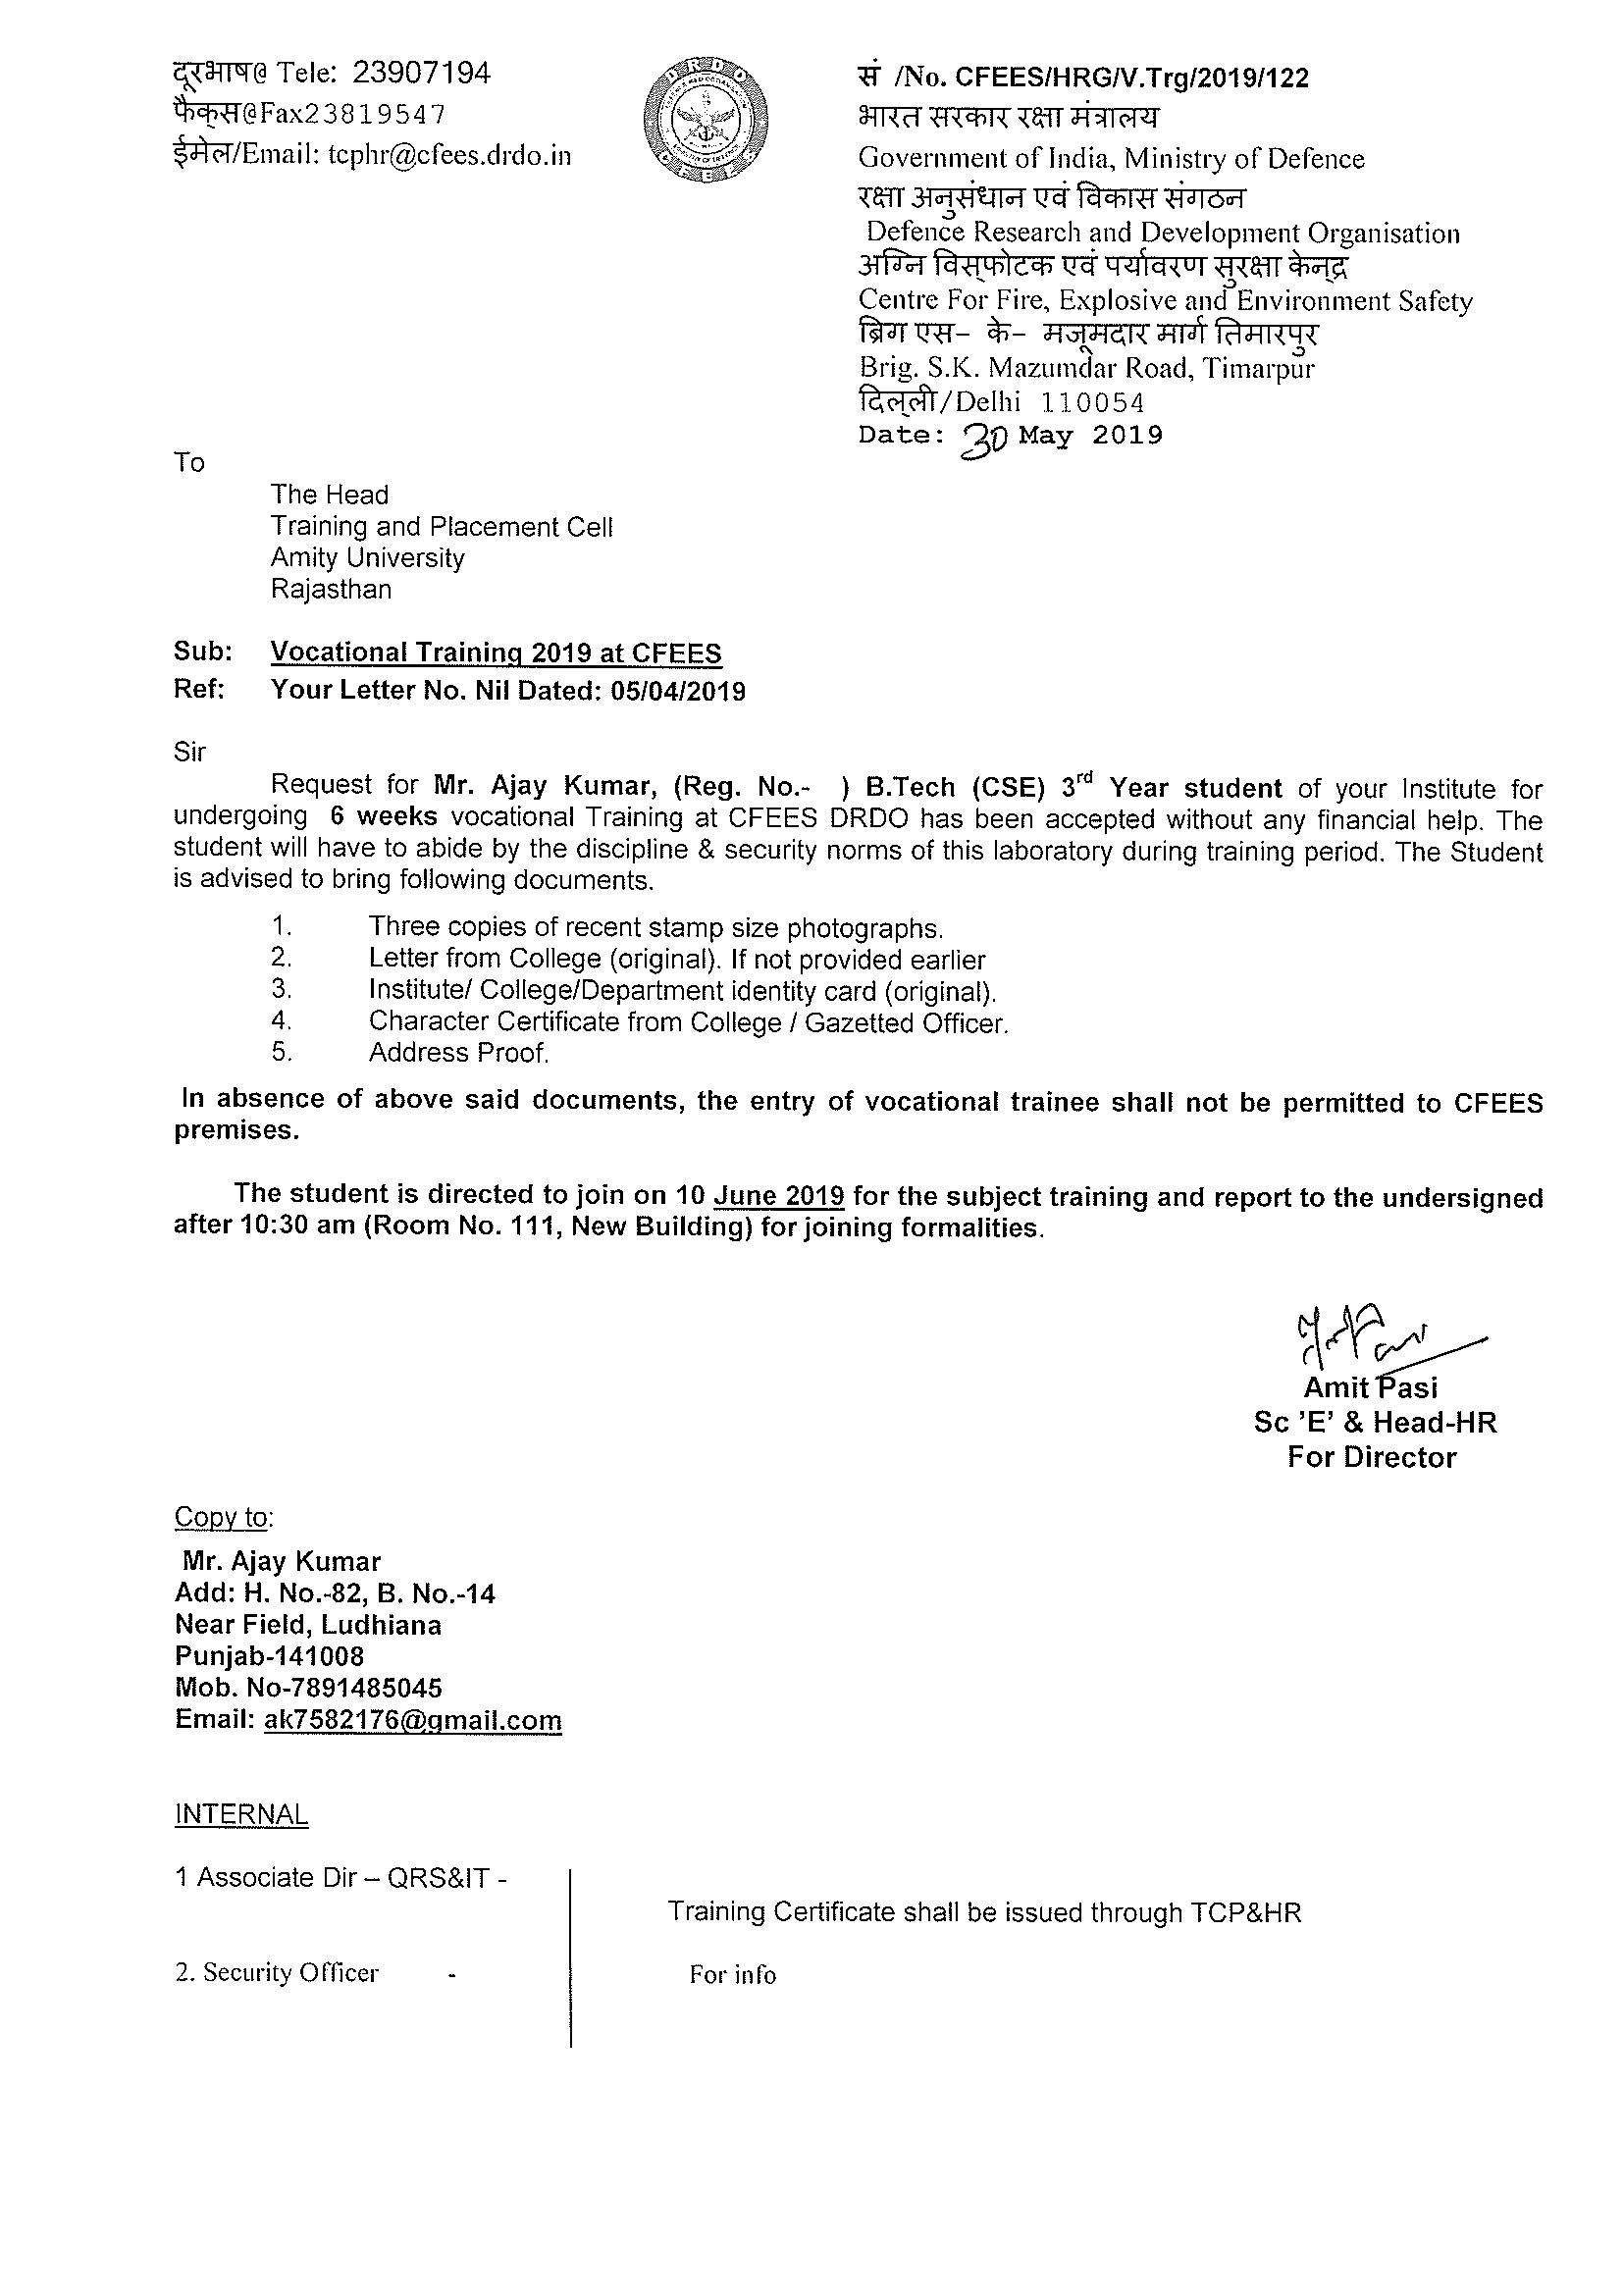 दूरभाष@ Tele: 23907194
फैक्स@Fax23819547
ईमेल/Email: tcphr@cfees.drdo.in
DRDO
CFEES
सं /No. CFEES/HRG/V.Trg/2019/122
भारत सरकार रक्षा मंत्रालय
Government of India, Ministry of Defence
रक्षा अनुसंधान एवं विकास संगठन
Defence Research and Development Organisation
अग्नि विस्फोटक एवं पर्यावरण सुरक्षा केन्द्र
Centre For Fire, Explosive and Environment Safety
ब्रिग एस- के- मजूमदार मार्ग तिमारपुर
Brig. S.K. Mazumdar Road, Timarpur
दिल्ली/Delhi 110054
Date: 30 May 2019
To
The Head
Training and Placement Cell
Amity University
Rajasthan
Sub: Vocational Training 2019 at CFEES
Ref: Your Letter No. Nil Dated: 05/04/2019
Sir
Request for Mr. Ajay Kumar, (Reg. No.- ) B.Tech (CSE) 3rd Year student of your Institute for
undergoing 6 weeks vocational Training at CFEES DRDO has been accepted without any financial help. The
student will have to abide by the discipline & security norms of this laboratory during training period. The Student
is advised to bring following documents.
1. Three copies of recent stamp size photographs.
2. Letter from College (original). If not provided earlier
3. Institute/ College/Department identity card (original).
4. Character Certificate from College / Gazetted Officer.
5. Address Proof.
In absence of above said documents, the entry of vocational trainee shall not be permitted to CFEES
premises.
The student is directed to join on 10 June 2019 for the subject training and report to the undersigned
after 10:30 am (Room No. 111, New Building) for joining formalities.
Amit Pasi
Sc 'E' & Head-HR
For Director
Copy to:
Mr. Ajay Kumar
Add: H. No.-82, B. No.-14
Near Field, Ludhiana
Punjab-141008
Mob. No-7891485045
Email: ak7582176@gmail.com
INTERNAL
1 Associate Dir – QRS&IT -
Training Certificate shall be issued through TCP&HR
2. Security Officer -
For info